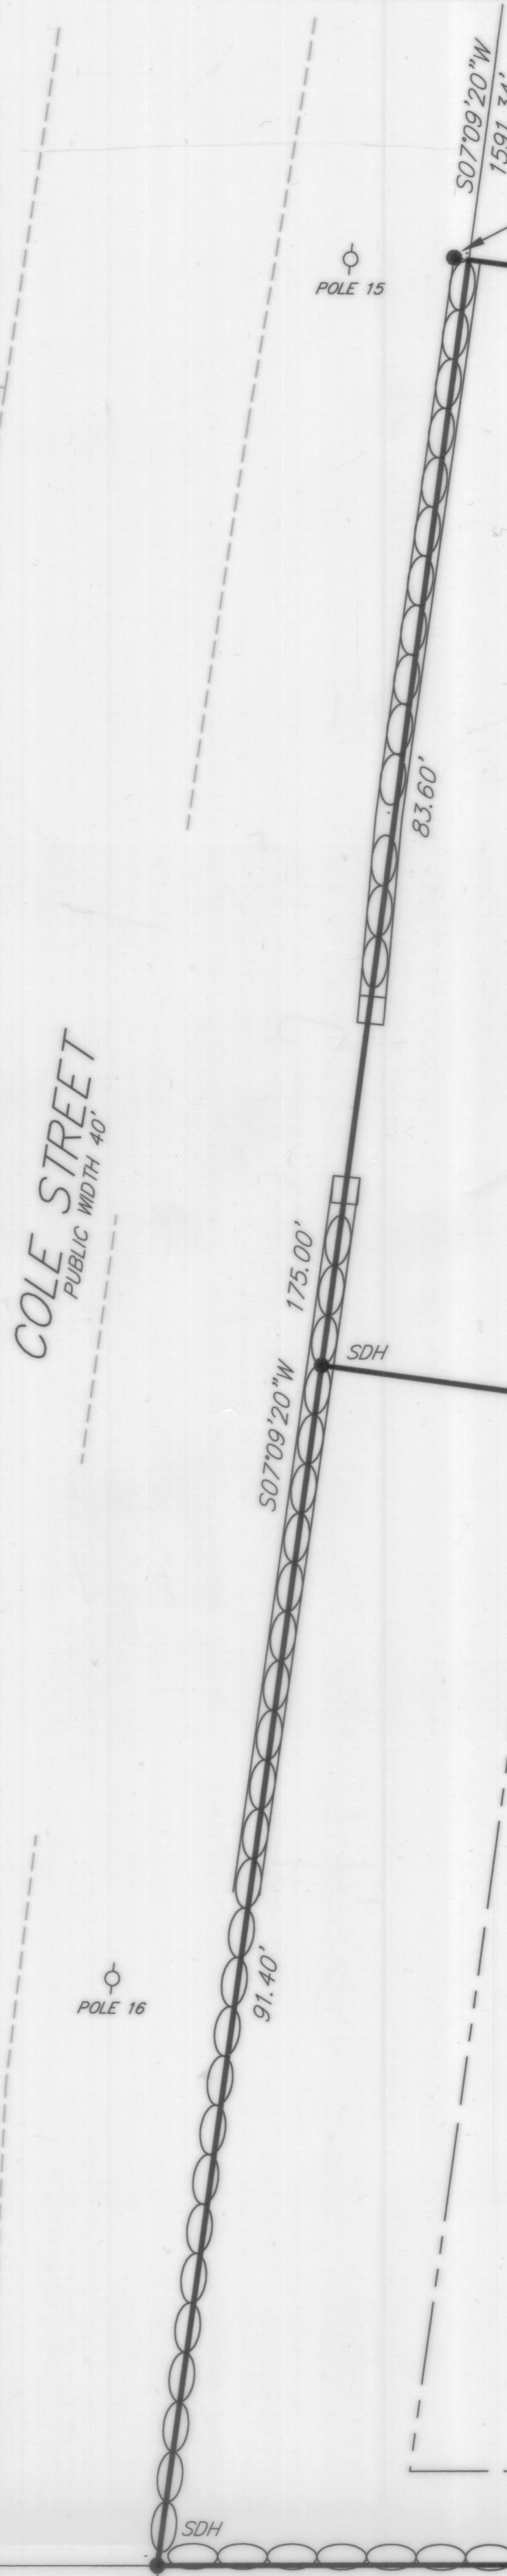 S07°09'20"W
POLE 15
83.60'
COLE STREET
PUBLIC WIDTH 40'
175.00'
SDH
S07°09'20"W
91.40'
POLE 16
SDH